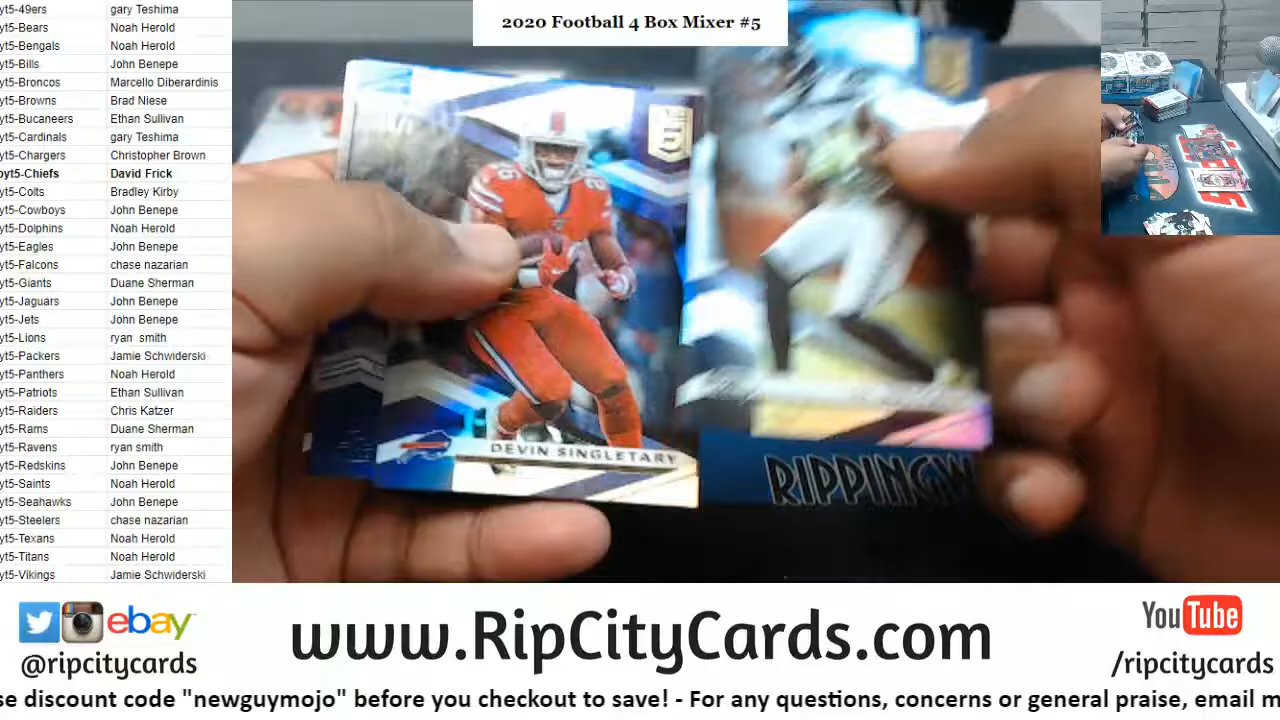 2020 Football 4 Box Mixer #5
yt5-49ers gary Teshima
yt5-Bears Noah Herold
yt5-Bengals Noah Herold
yt5-Bills John Benepe
yt5-Broncos Marcello Diberardinis
yt5-Browns Brad Niese
yt5-Bucaneers Ethan Sullivan
yt5-Cardinals gary Teshima
yt5-Chargers Christopher Brown
oyt5-Chiefs David Frick
yt5-Colts Bradley Kirby
yt5-Cowboys John Benepe
yt5-Dolphins Noah Herold
yt5-Eagles John Benepe
yt5-Falcons chase nazarian
yt5-Giants Duane Sherman
yt5-Jaguars John Benepe
yt5-Jets John Benepe
yt5-Lions ryan smith
yt5-Packers Jamie Schwiderski
yt5-Panthers Noah Herold
yt5-Patriots Ethan Sullivan
yt5-Raiders Chris Katzer
yt5-Rams Duane Sherman
yt5-Ravens ryan smith
yt5-Redskins John Benepe
yt5-Saints Noah Herold
yt5-Seahawks John Benepe
yt5-Steelers chase nazarian
yt5-Texans Noah Herold
yt5-Titans Noah Herold
yt5-Vikings Jamie Schwiderski
DEVIN SINGLETARY
RIPPINGW
ebay
@ripcitycards
www.RipCityCards.com
YouTube
/ripcitycards
se discount code "newguymojo" before you checkout to save! - For any questions, concerns or general praise, email m